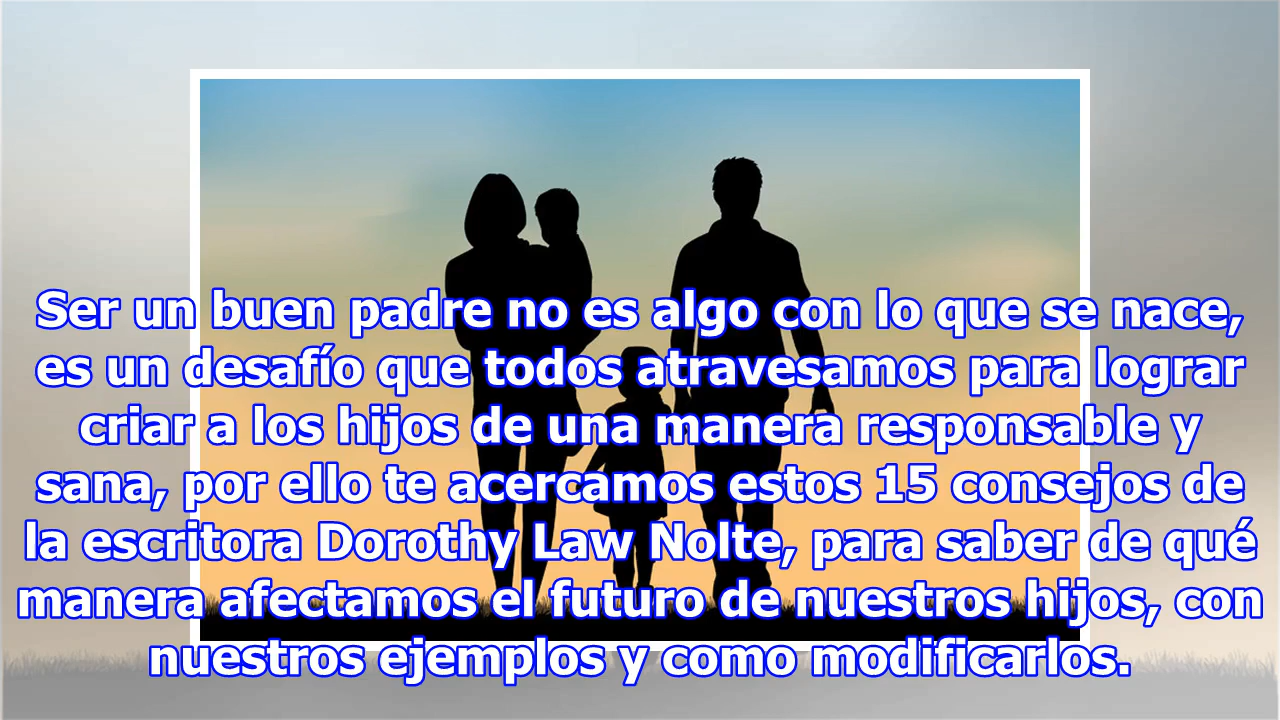 Ser un buen padre no es algo con lo que se nace,
es un desafío que todos atravesamos para lograr
criar a los hijos de una manera responsable y
sana, por ello te acercamos estos 15 consejos de
la escritora Dorothy Law Nolte, para saber de qué
manera afectamos el futuro de nuestros hijos, con
nuestros ejemplos y como modificarlos.